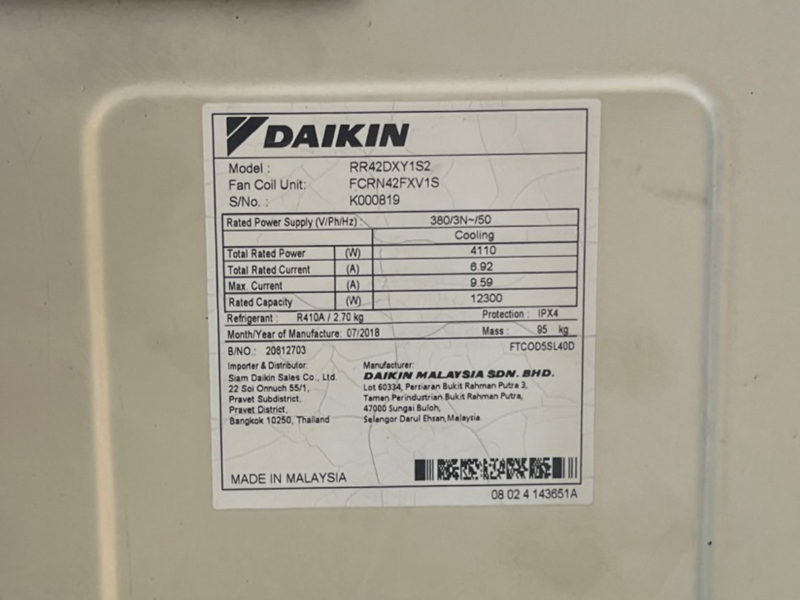 DAIKIN
Model : RR42DXY1S2
Fan Coil Unit: FCRN42FXV1S
S/No. : K000819
Rated Power Supply (V/Ph/Hz) : 380/3N~/50
Cooling
Total Rated Power (W) 4110
Total Rated Current (A) 6.92
Max. Current (A) 9.59
Rated Capacity (W) 12300
Refrigerant : R410A / 2.70 kg Protection : IPX4
Month/Year of Manufacture: 07/2018 Mass : 95 kg
B/NO.: 20612703 FTCOD5SL40D
Importer & Distributor: Manufacturer:
Siam Daikin Sales Co., Ltd. DAIKIN MALAYSIA SDN. BHD.
22 Soi Onnuch 55/1, Lot 60334, Persiaran Bukit Rahman Putra 3,
Pravet Subdistrict, Taman Perindustrian Bukit Rahman Putra,
Pravet District, 47000 Sungai Buloh,
Bangkok 10250, Thailand Selangor Darul Ehsan, Malaysia.
MADE IN MALAYSIA
08 02 4 143651A